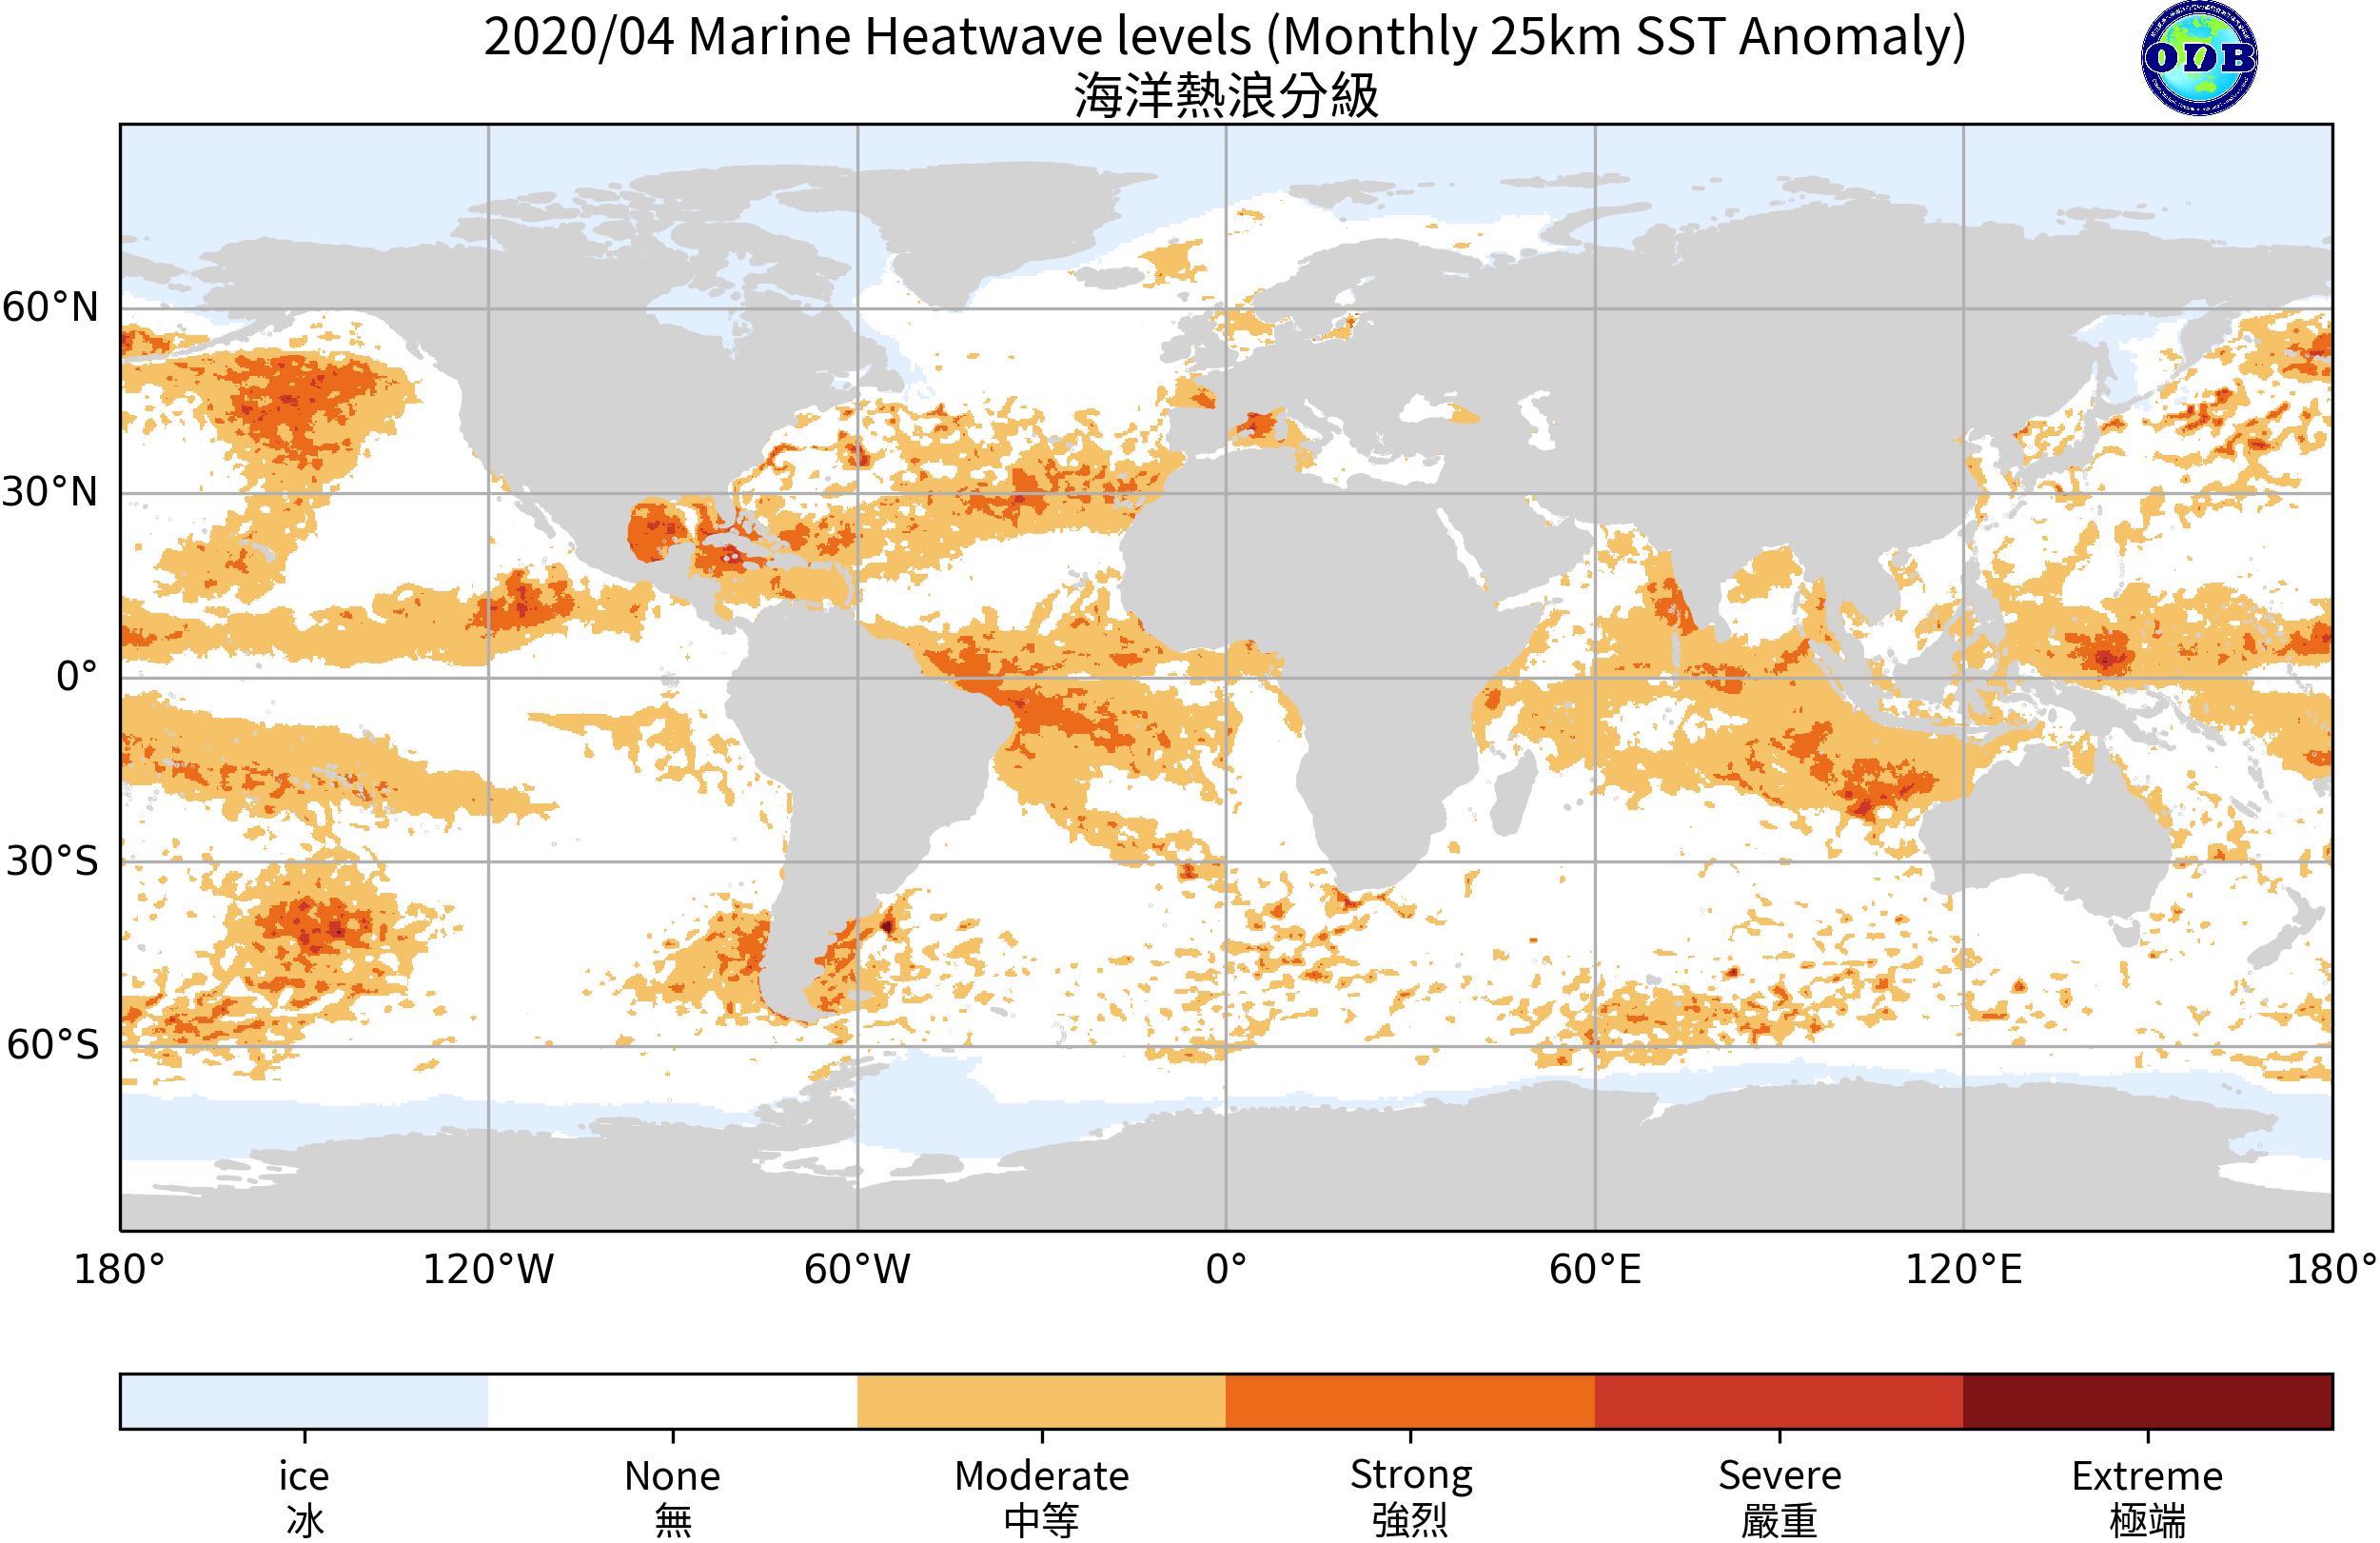 2020/04 Marine Heatwave levels (Monthly 25km SST Anomaly)
海洋熱浪分級
ODB
60°N
30°N
0°
30°S
60°S
180° 120°W 60°W 0° 60°E 120°E 180°
ice None Moderate Strong Severe Extreme
冰 無 中等 強烈 嚴重 極端